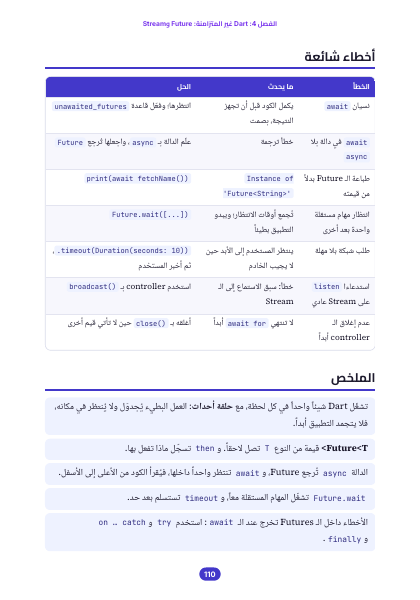 الفصل 4: Dart غير المتزامنة: Future وStream
أخطاء شائعة
الخطأ ما يحدث الحل
نسيان await يكمل الكود قبل أن تجهز انتظرها؛ وفعّل قاعدة unawaited_futures
النتيجة، بصمت
await في دالة بلا خطأ ترجمة علّم الدالة بـ async، واجعلها تُرجع Future
async
طباعة الـ Future بدلاً Instance of print(await fetchName())
من قيمته 'Future<String>'
انتظار مهام مستقلة تُجمع أوقات الانتظار؛ ويبدو Future.wait([...])
واحدة بعد أخرى التطبيق بطيئاً
طلب شبكة بلا مهلة ينتظر المستخدم إلى الأبد حين .timeout(Duration(seconds: 10))،
لا يجيب الخادم ثم أخبر المستخدم
استدعاءا listen خطأ: سبق الاستماع إلى الـ استخدم controller بـ broadcast()
على Stream عادي Stream
عدم إغلاق الـ لا تنتهي await for أبداً أغلقه بـ close() حين لا تأتي قيم أخرى
controller أبداً
الملخص
تشغّل Dart شيئاً واحداً في كل لحظة، مع حلقة أحداث: العمل البطيء يُجدوَل ولا يُنتظر في مكانه،
فلا يتجمد التطبيق أبداً.
Future<T> قيمة من النوع T تصل لاحقاً، و then تسجّل ماذا تفعل بها.
الدالة async تُرجع Future، و await تنتظر واحداً داخلها، فيُقرأ الكود من الأعلى إلى الأسفل.
Future.wait تشغّل المهام المستقلة معاً، و timeout تستسلم بعد حد.
الأخطاء داخل الـ Futures تخرج عند الـ await: استخدم try و catch .. on
و finally.
110